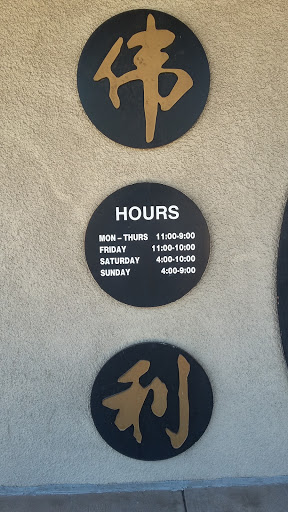 伟
HOURS
MON – THURS 11:00-9:00
FRIDAY 11:00-10:00
SATURDAY 4:00-10:00
SUNDAY 4:00-9:00
利